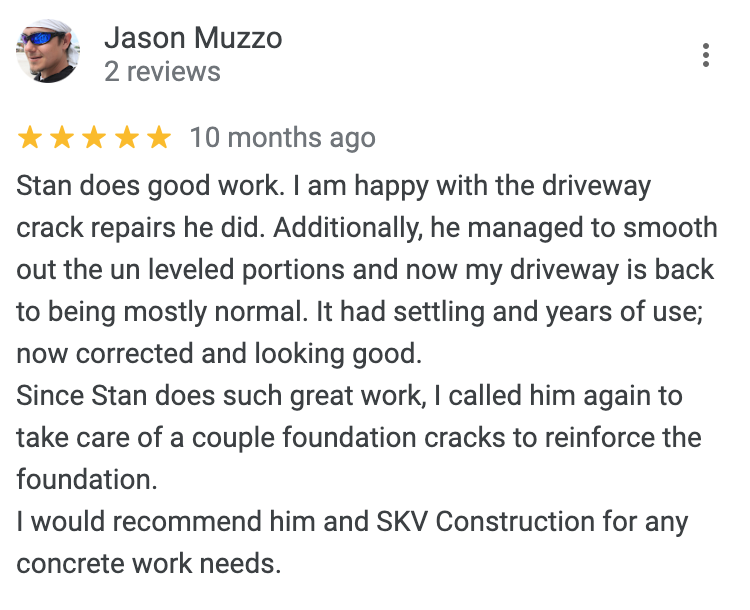 Jason Muzzo
2 reviews
10 months ago
Stan does good work. I am happy with the driveway
crack repairs he did. Additionally, he managed to smooth
out the un leveled portions and now my driveway is back
to being mostly normal. It had settling and years of use;
now corrected and looking good.
Since Stan does such great work, I called him again to
take care of a couple foundation cracks to reinforce the
foundation.
I would recommend him and SKV Construction for any
concrete work needs.